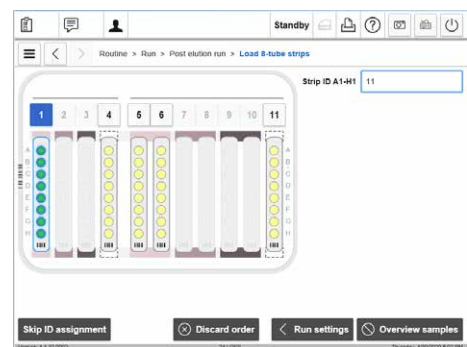 Standby
Routine > Run > Post elution run > Load 8-tube strips
Strip ID A1-H1 11
1 2 3 4 5 6 7 8 9 10 11
A
B
C
D
E
F
G
H
Skip ID assignment
Discard order
Run settings
Overview samples